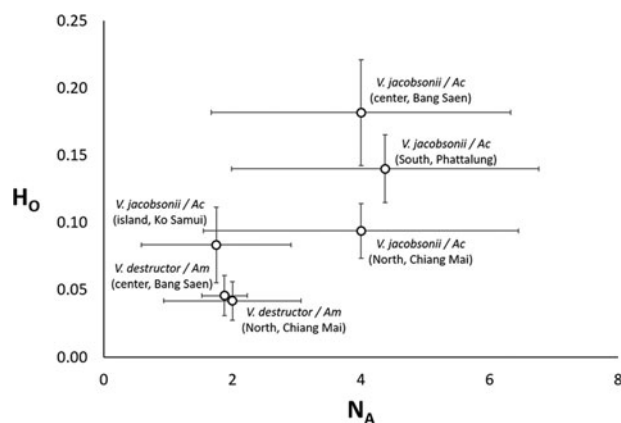 0.25
V. jacobsonii / Ac
(center, Bang Saen)
0.20
V. jacobsonii / Ac
(South, Phattalung)
0.15
H_O
V. jacobsonii / Ac
(island, Ko Samui)
0.10
V. jacobsonii / Ac
(North, Chiang Mai)
V. destructor / Am
(center, Bang Saen)
0.05
V. destructor / Am
(North, Chiang Mai)
0.00
0 2 4 6 8
N_A